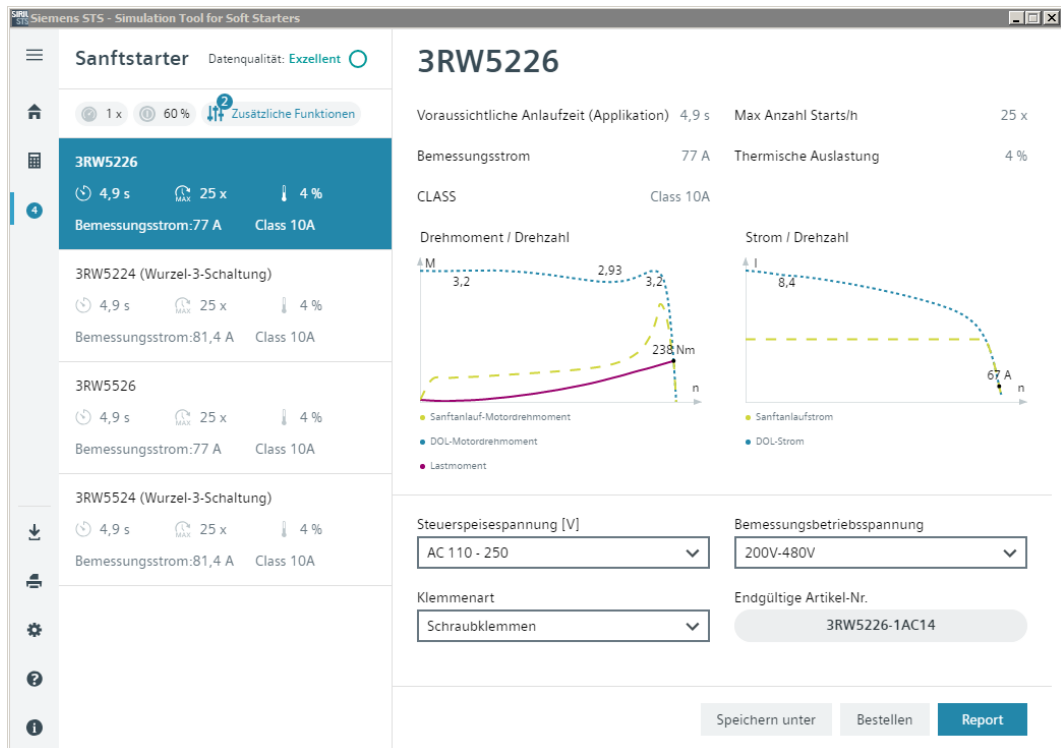 Siemens STS - Simulation Tool for Soft Starters
Sanftstarter
Datenqualität: Exzellent
1 x
60 %
2
Zusätzliche Funktionen
4
3RW5226
4,9 s
MAX
25 x
4 %
Bemessungsstrom:77 A
Class 10A
3RW5224 (Wurzel-3-Schaltung)
4,9 s
MAX
25 x
4 %
Bemessungsstrom:81,4 A
Class 10A
3RW5526
4,9 s
MAX
25 x
4 %
Bemessungsstrom:77 A
Class 10A
3RW5524 (Wurzel-3-Schaltung)
4,9 s
MAX
25 x
4 %
Bemessungsstrom:81,4 A
Class 10A
3RW5226
Voraussichtliche Anlaufzeit (Applikation) 4,9 s
Max Anzahl Starts/h 25 x
Bemessungsstrom 77 A
Thermische Auslastung 4 %
CLASS Class 10A
Drehmoment / Drehzahl
M
3,2
2,93
3,2
238 Nm
n
Sanftanlauf-Motordrehmoment
DOL-Motordrehmoment
Lastmoment
Strom / Drehzahl
I
8,4
67 A
n
Sanftanlaufstrom
DOL-Strom
Steuerspeisespannung [V]
AC 110 - 250
Bemessungsbetriebsspannung
200V-480V
Klemmenart
Schraubklemmen
Endgültige Artikel-Nr.
3RW5226-1AC14
Speichern unter
Bestellen
Report